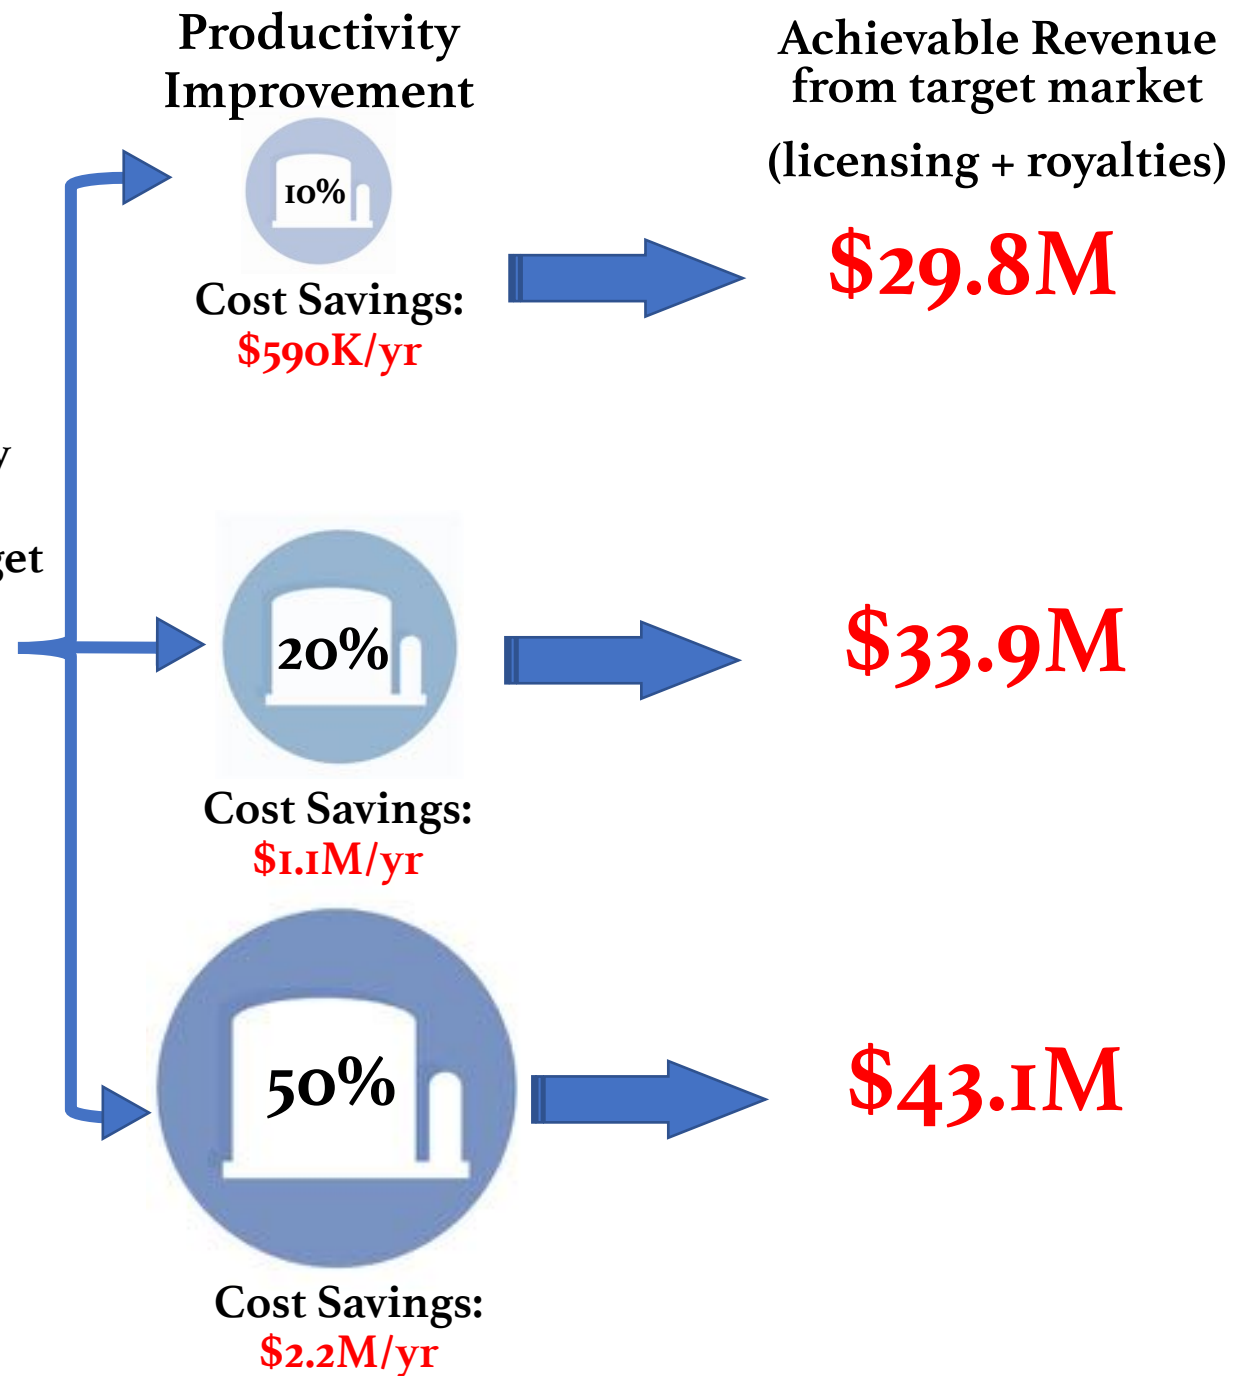 Productivity
Improvement
10%
Cost Savings:
$590K/yr
20%
Cost Savings:
$1.1M/yr
50%
Cost Savings:
$2.2M/yr
Achievable Revenue
from target market
(licensing + royalties)
$29.8M
$33.9M
$43.1M